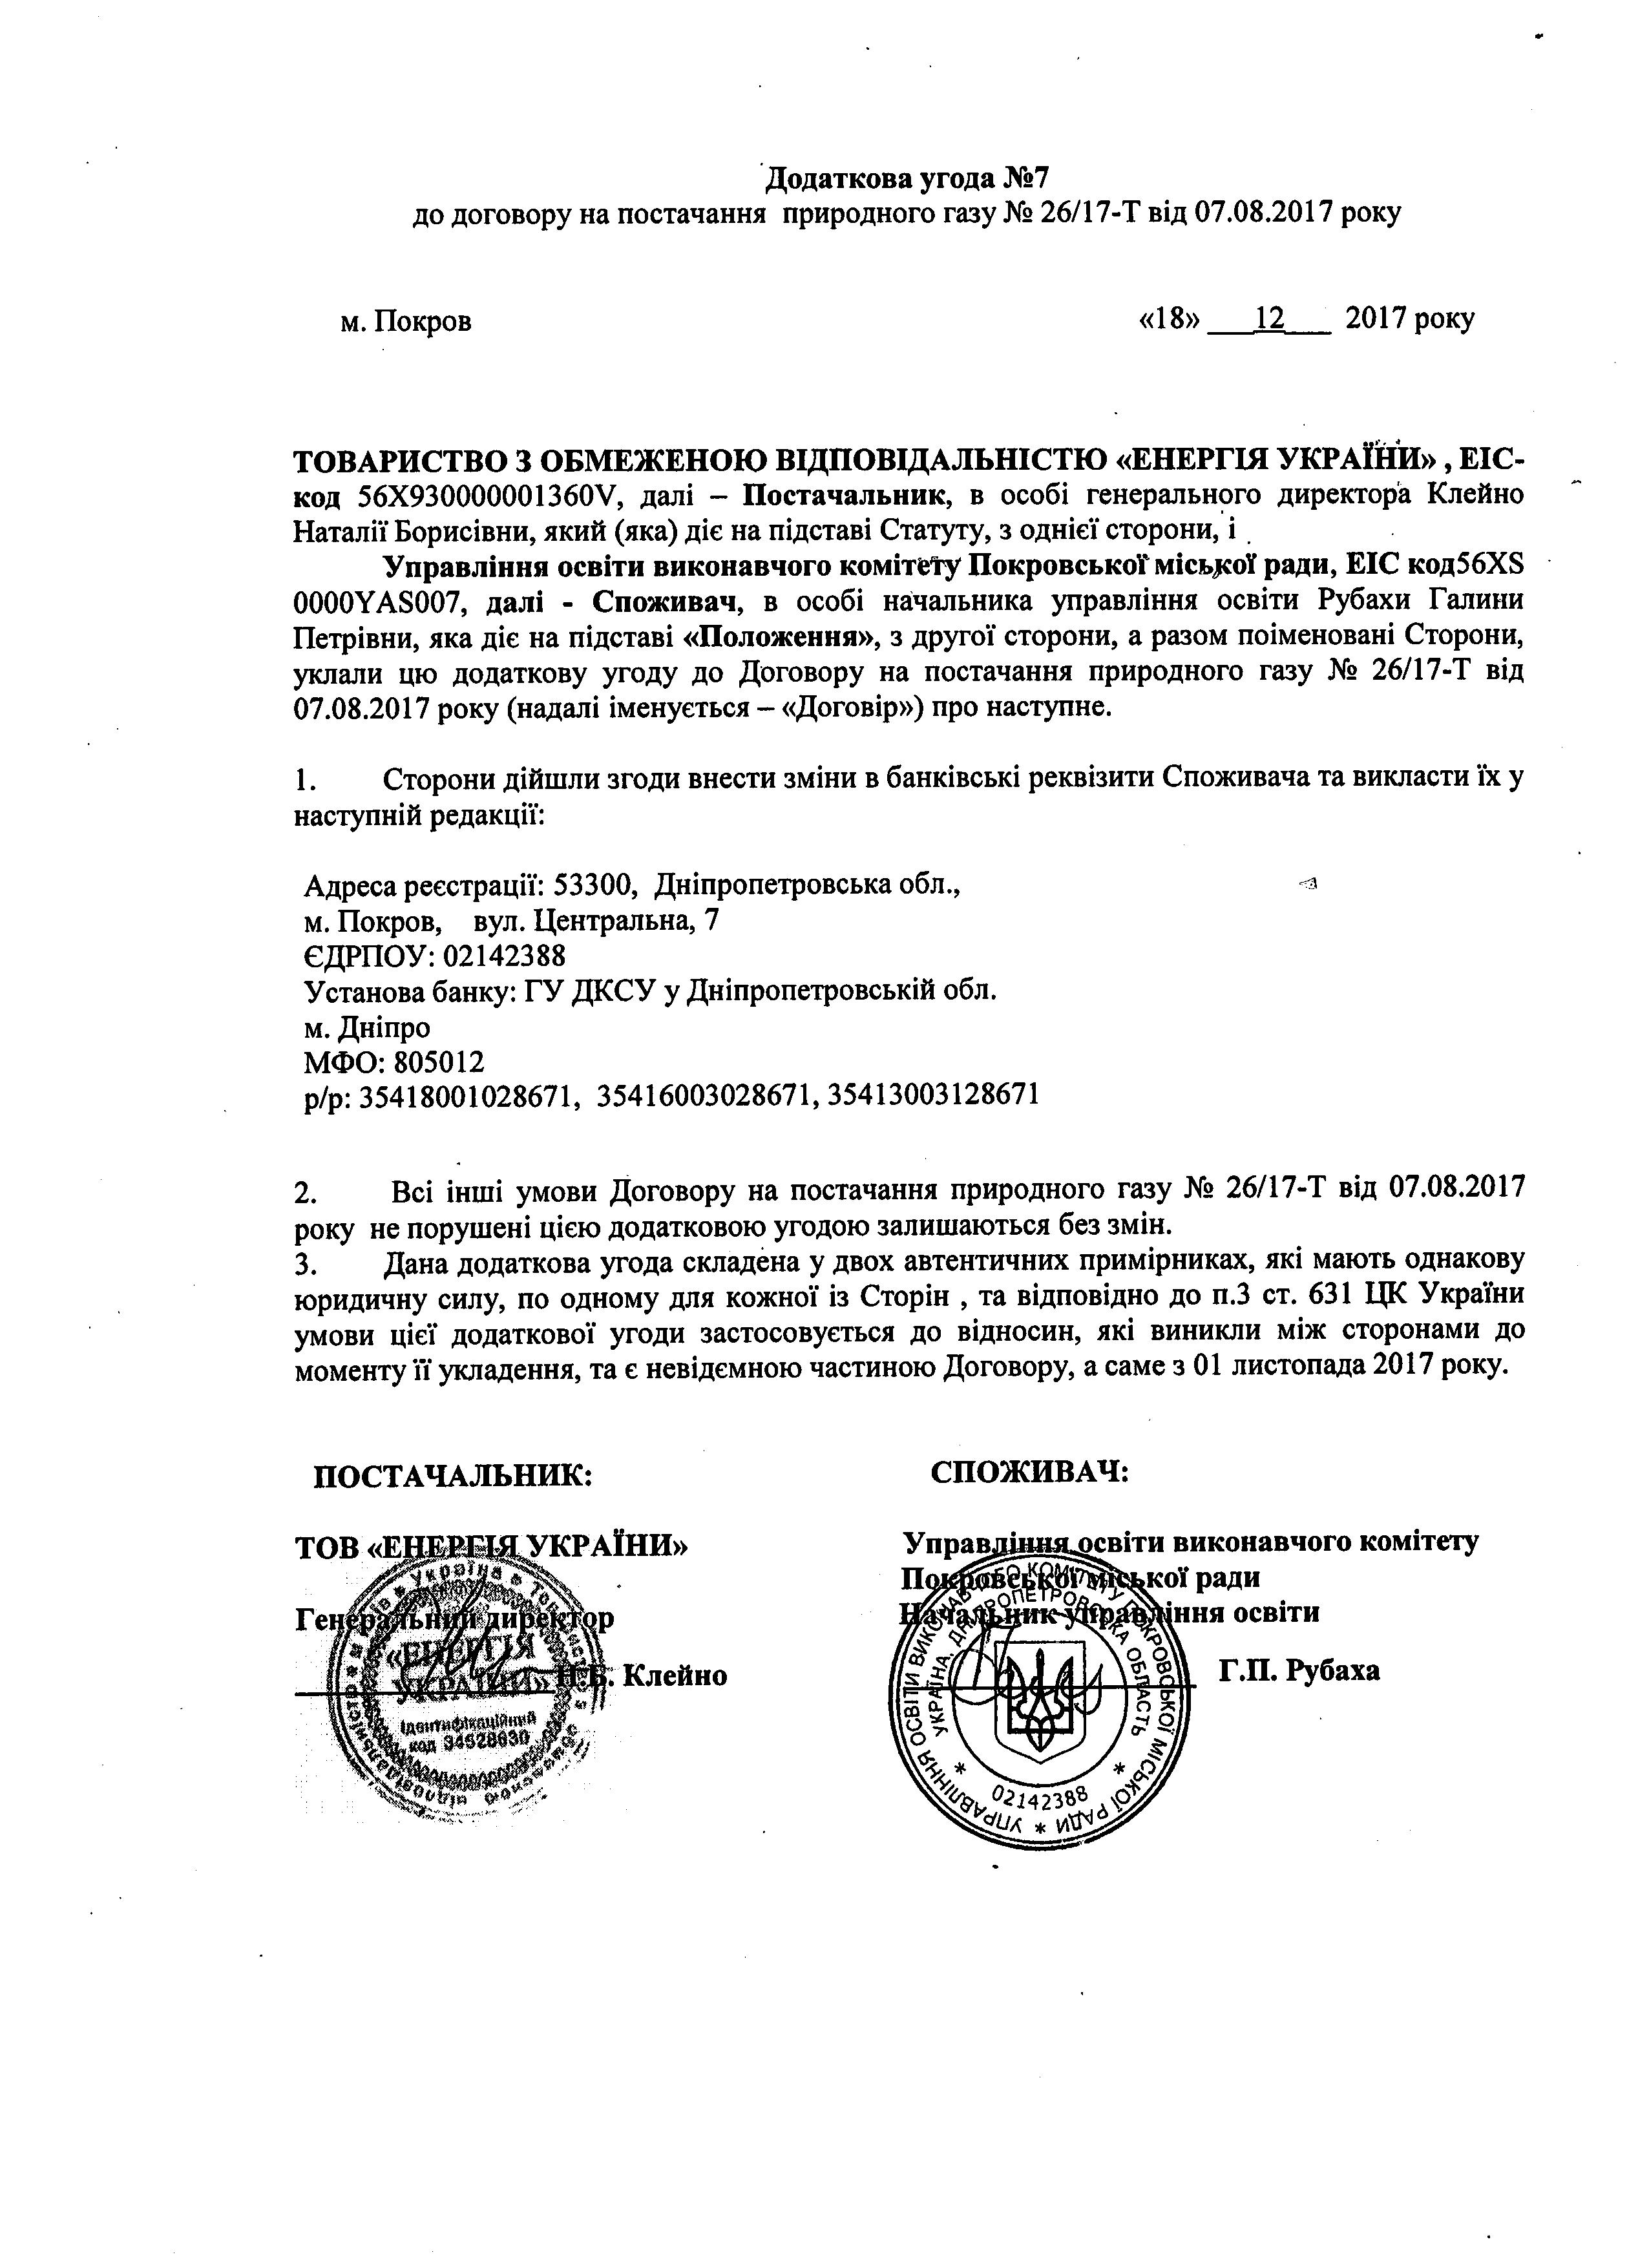 Додаткова угода №7
до договору на постачання природного газу № 26/17-Т від 07.08.2017 року
м. Покров
«18» 12 2017 року
ТОВАРИСТВО З ОБМЕЖЕНОЮ ВІДПОВІДАЛЬНІСТЮ «ЕНЕРГІЯ УКРАЇНИ» , ЕІС-
код 56X930000001360V, далі – Постачальник, в особі генерального директора Клейно
Наталії Борисівни, який (яка) діє на підставі Статуту, з однієї сторони, і
Управління освіти виконавчого комітету Покровської міської ради, ЕІС код56XS
0000YAS007, далі - Споживач, в особі начальника управління освіти Рубахи Галини
Петрівни, яка діє на підставі «Положення», з другої сторони, а разом поіменовані Сторони,
уклали цю додаткову угоду до Договору на постачання природного газу № 26/17-Т від
07.08.2017 року (надалі іменується – «Договір») про наступне.
1. Сторони дійшли згоди внести зміни в банківські реквізити Споживача та викласти їх у
наступній редакції:
Адреса реєстрації: 53300, Дніпропетровська обл.,
м. Покров, вул. Центральна, 7
ЄДРПОУ: 02142388
Установа банку: ГУ ДКСУ у Дніпропетровській обл.
м. Дніпро
МФО: 805012
р/р: 35418001028671, 35416003028671, 35413003128671
2. Всі інші умови Договору на постачання природного газу № 26/17-Т від 07.08.2017
року не порушені цією додатковою угодою залишаються без змін.
3. Дана додаткова угода складена у двох автентичних примірниках, які мають однакову
юридичну силу, по одному для кожної із Сторін , та відповідно до п.3 ст. 631 ЦК України
умови цієї додаткової угоди застосовується до відносин, які виникли між сторонами до
моменту її укладення, та є невідємною частиною Договору, а саме з 01 листопада 2017 року.
ПОСТАЧАЛЬНИК:
СПОЖИВАЧ:
ТОВ «ЕНЕРГІЯ УКРАЇНИ»
Генеральний директор
Н.Б. Клейно
Управління освіти виконавчого комітету
Покровської міської ради
Начальник управління освіти
Г.П. Рубаха
«ЕНЕРГІЯ
УКРАЇНИ»
Ідентифікаційний
код 34528630
УПРАВЛІННЯ ОСВІТИ ВИКОНАВЧОГО КОМІТЕТУ ПОКРОВСЬКОЇ МІСЬКОЇ РАДИ *
УКРАЇНА, ДНІПРОПЕТРОВСЬКА ОБЛАСТЬ
* 02142388 *